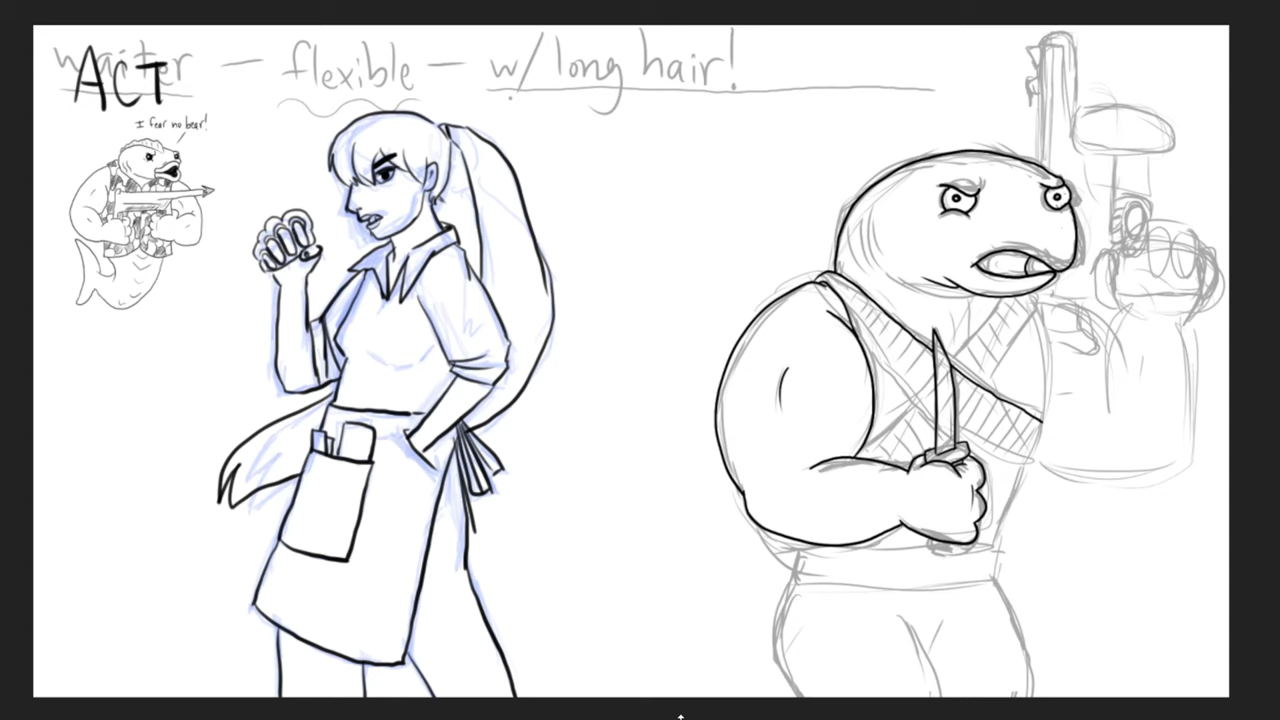 waiter — flexible — w/ long hair!
ACT
I fear no bear!